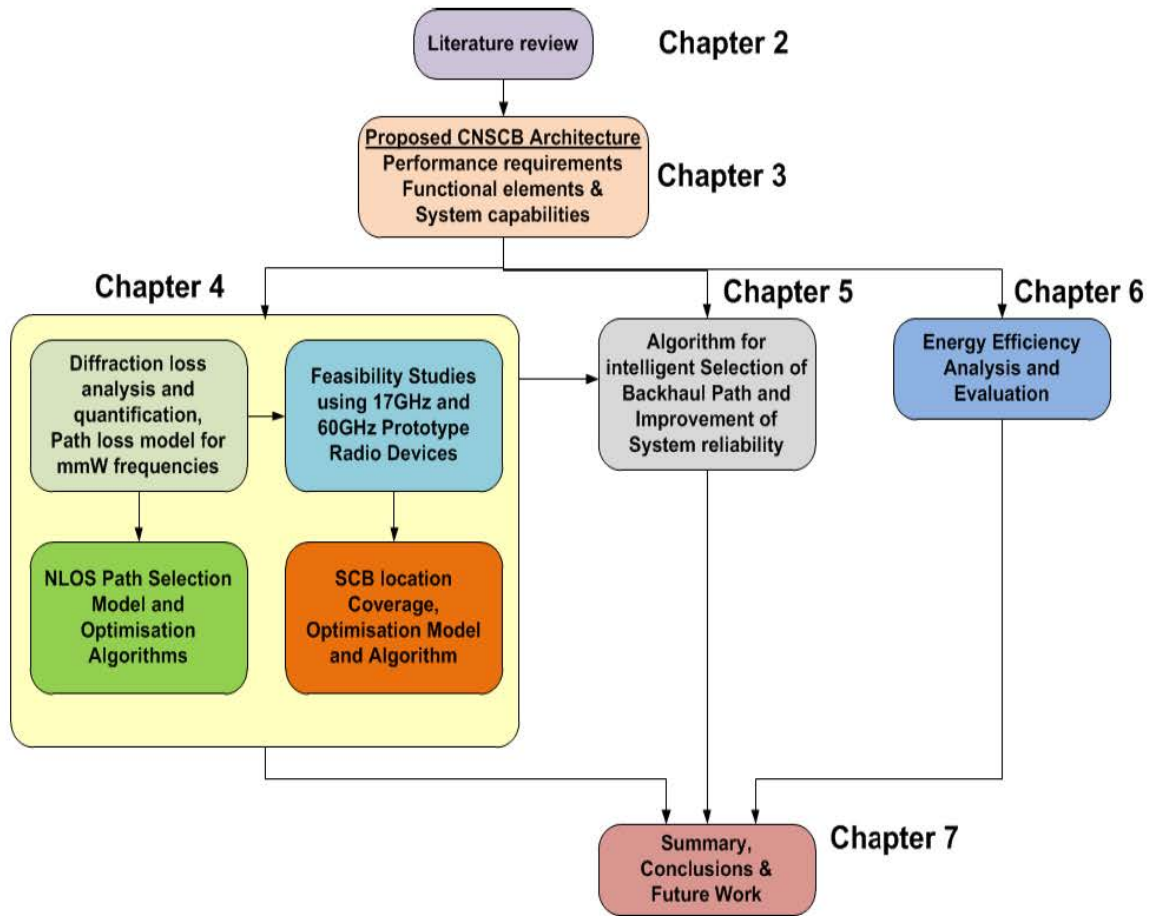 Literature review
Chapter 2
Proposed CNSCB Architecture
Performance requirements
Functional elements &
System capabilities
Chapter 3
Chapter 4
Chapter 5
Chapter 6
Diffraction loss
analysis and
quantification,
Path loss model for
mmW frequencies
Feasibility Studies
using 17GHz and
60GHz Prototype
Radio Devices
Algorithm for
intelligent Selection of
Backhaul Path and
Improvement of
System reliability
Energy Efficiency
Analysis and
Evaluation
NLOS Path Selection
Model and
Optimisation
Algorithms
SCB location
Coverage,
Optimisation Model
and Algorithm
Summary,
Conclusions &
Future Work
Chapter 7